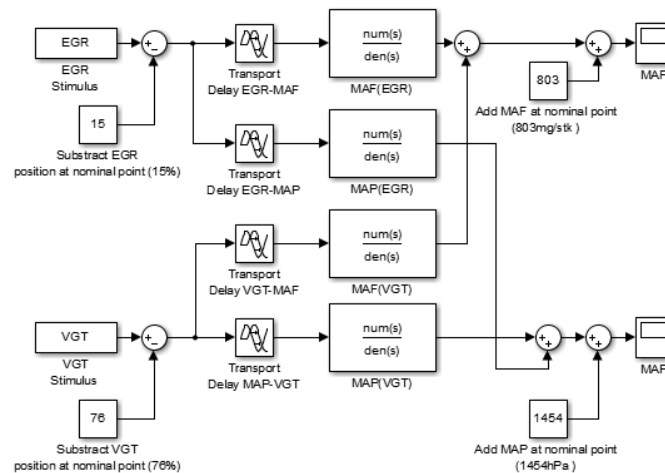 EGR
EGR
Stimulus
+
−
15
Substract EGR
position at nominal point (15%)
Transport
Delay EGR-MAF
num(s)
den(s)
MAF(EGR)
+
+
803
Add MAF at nominal point
(803mg/stk )
+
+
MAF
Transport
Delay EGR-MAP
num(s)
den(s)
MAP(EGR)
Transport
Delay VGT-MAF
num(s)
den(s)
MAF(VGT)
VGT
VGT
Stimulus
+
−
76
Substract VGT
position at nominal point (76%)
Transport
Delay MAP-VGT
num(s)
den(s)
MAP(VGT)
+
+
+
+
1454
Add MAP at nominal point
(1454hPa )